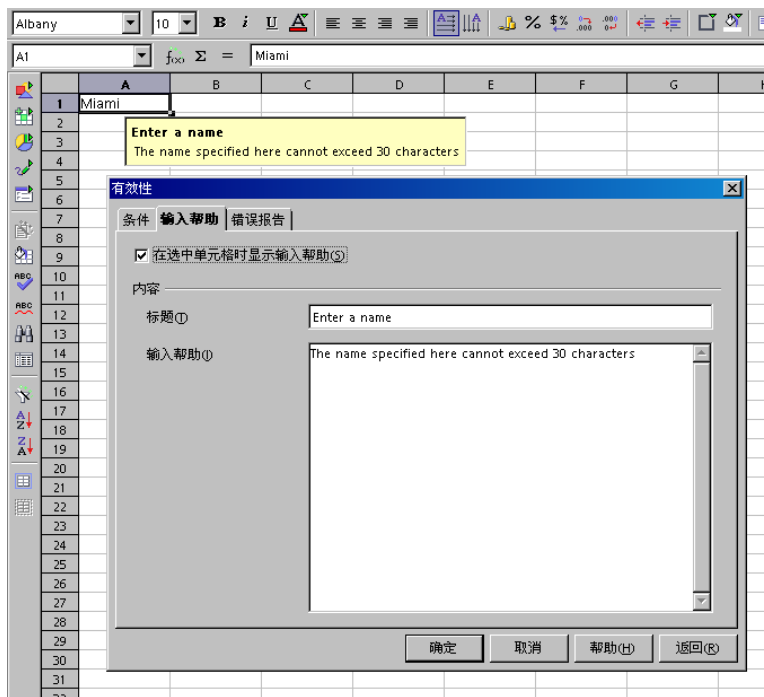 Albany 10 B i U A % $% .000 .000
A1 f(x) Σ = Miami
A B C D E F G
1 Miami
2
Enter a name
3
The name specified here cannot exceed 30 characters
4
5
有效性
6
7
条件 输入帮助 错误报告
8
9
在选中单元格时显示输入帮助(S)
ABC
10
11
内容
ABC
12
标题(T) Enter a name
13
14
输入帮助(I) The name specified here cannot exceed 30 characters
15
16
17
A
Z
18
Z
A
19
20
21
22
23
24
25
26
27
28
29
确定 取消 帮助(H) 返回(R)
30
31